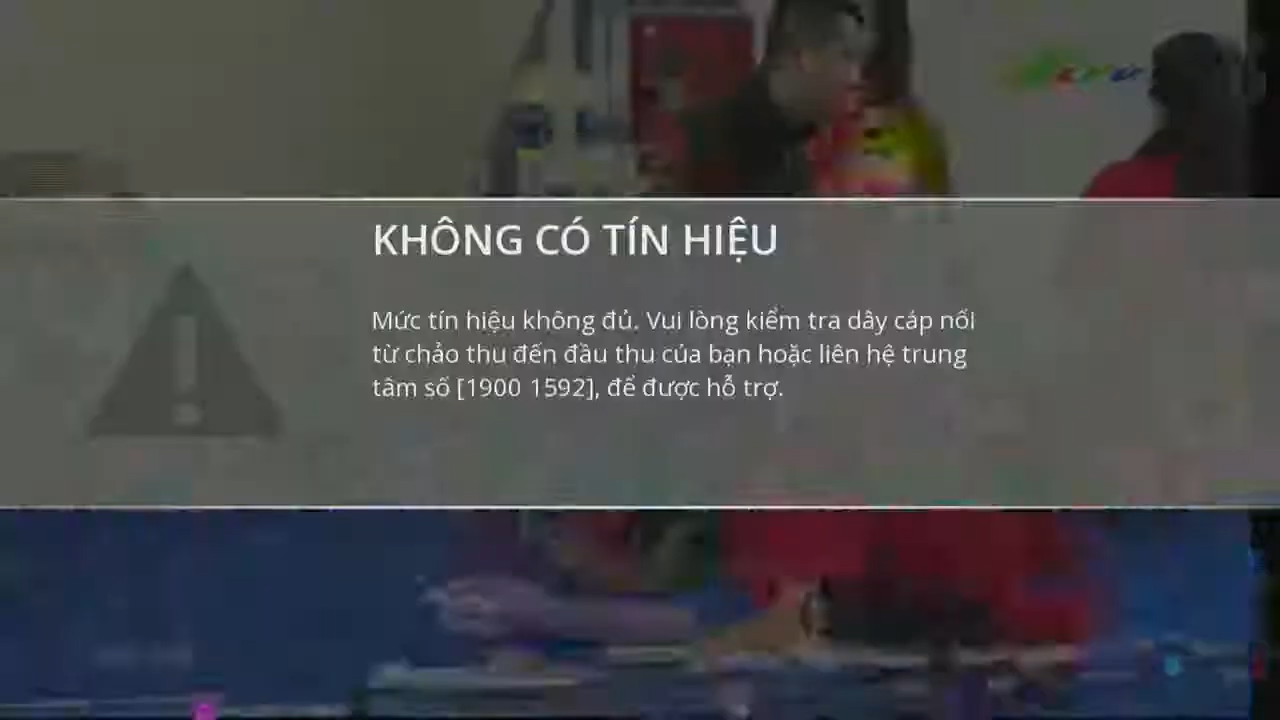 KHÔNG CÓ TÍN HIỆU
Mức tín hiệu không đủ. Vui lòng kiểm tra dây cáp nối
từ chảo thu đến đầu thu của bạn hoặc liên hệ trung
tâm số [1900 1592], để được hỗ trợ.